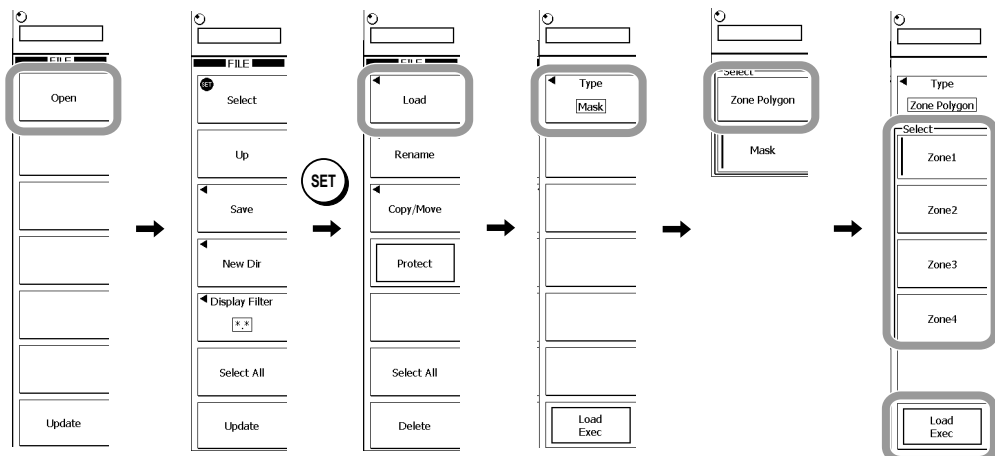 FILE
Open
Update
FILE
SET
Select
Up
Save
New Dir
Display Filter
*.*
Select All
Update
SET
FILE
Load
Rename
Copy/Move
Protect
Select All
Delete
Type
Mask
Load
Exec
Select
Zone Polygon
Mask
Type
Zone Polygon
Select
Zone1
Zone2
Zone3
Zone4
Load
Exec